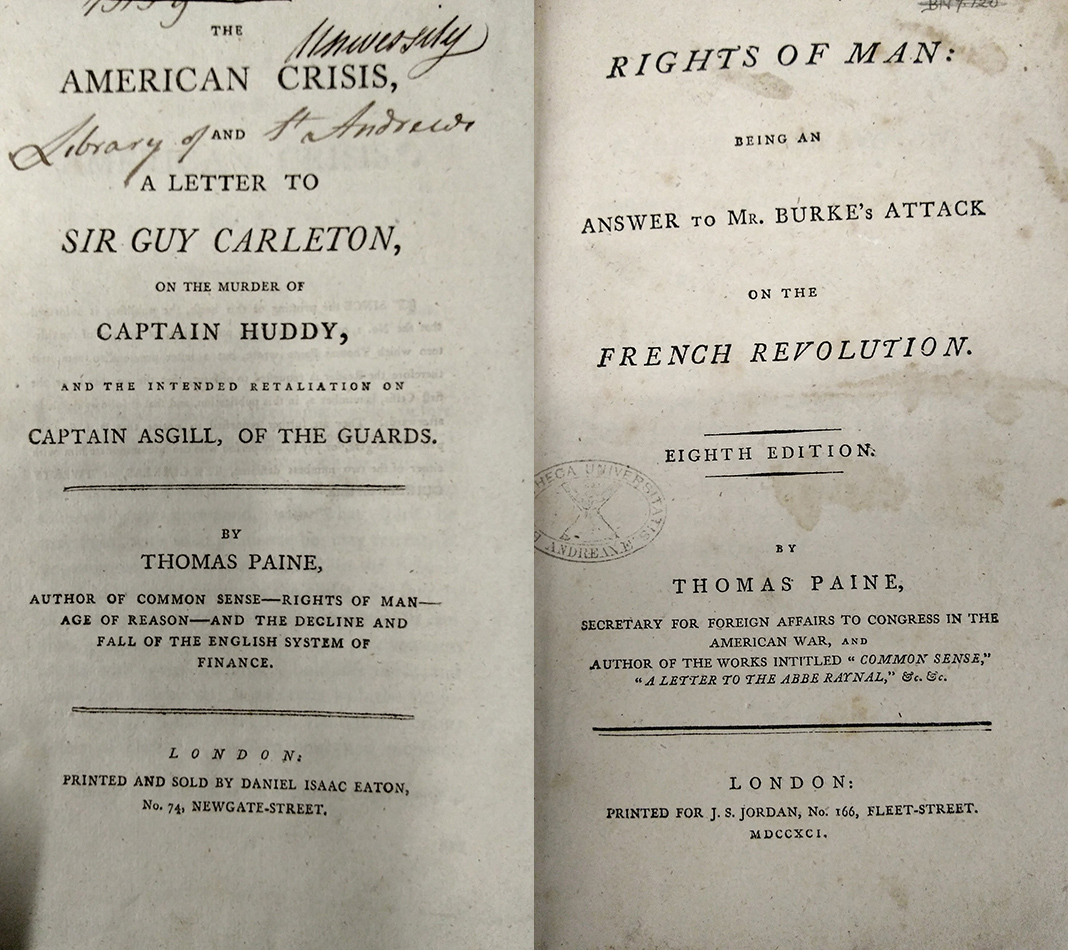 THE
University
AMERICAN CRISIS,
Library of AND St Andrews
A LETTER TO
SIR GUY CARLETON,
ON THE MURDER OF
CAPTAIN HUDDY,
AND THE INTENDED RETALIATION ON
CAPTAIN ASGILL, OF THE GUARDS.
BY
THOMAS PAINE,
AUTHOR OF COMMON SENSE—RIGHTS OF MAN—
AGE OF REASON—AND THE DECLINE AND
FALL OF THE ENGLISH SYSTEM OF
FINANCE.
LONDON:
PRINTED AND SOLD BY DANIEL ISAAC EATON,
No. 74, NEWGATE-STREET.
RIGHTS OF MAN:
BEING AN
ANSWER TO MR. BURKE's ATTACK
ON THE
FRENCH REVOLUTION.
EIGHTH EDITION.
HECA UNIVERSITATIS
ANDREANE
BY
THOMAS PAINE,
SECRETARY FOR FOREIGN AFFAIRS TO CONGRESS IN THE
AMERICAN WAR, AND
AUTHOR OF THE WORKS INTITLED “ COMMON SENSE,”
“ A LETTER TO THE ABBE RAYNAL,” &c. &c.
LONDON:
PRINTED FOR J. S. JORDAN, No. 166, FLEET-STREET.
MDCCXCI.